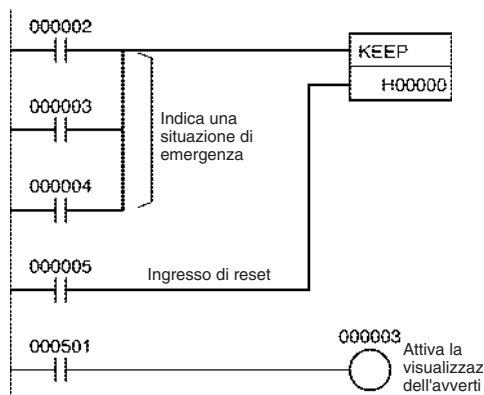 000002
KEEP
H00000
000003
Indica una
situazione di
emergenza
000004
000005
Ingresso di reset
000501
000003
Attiva la
visualizzaz
dell'avverti